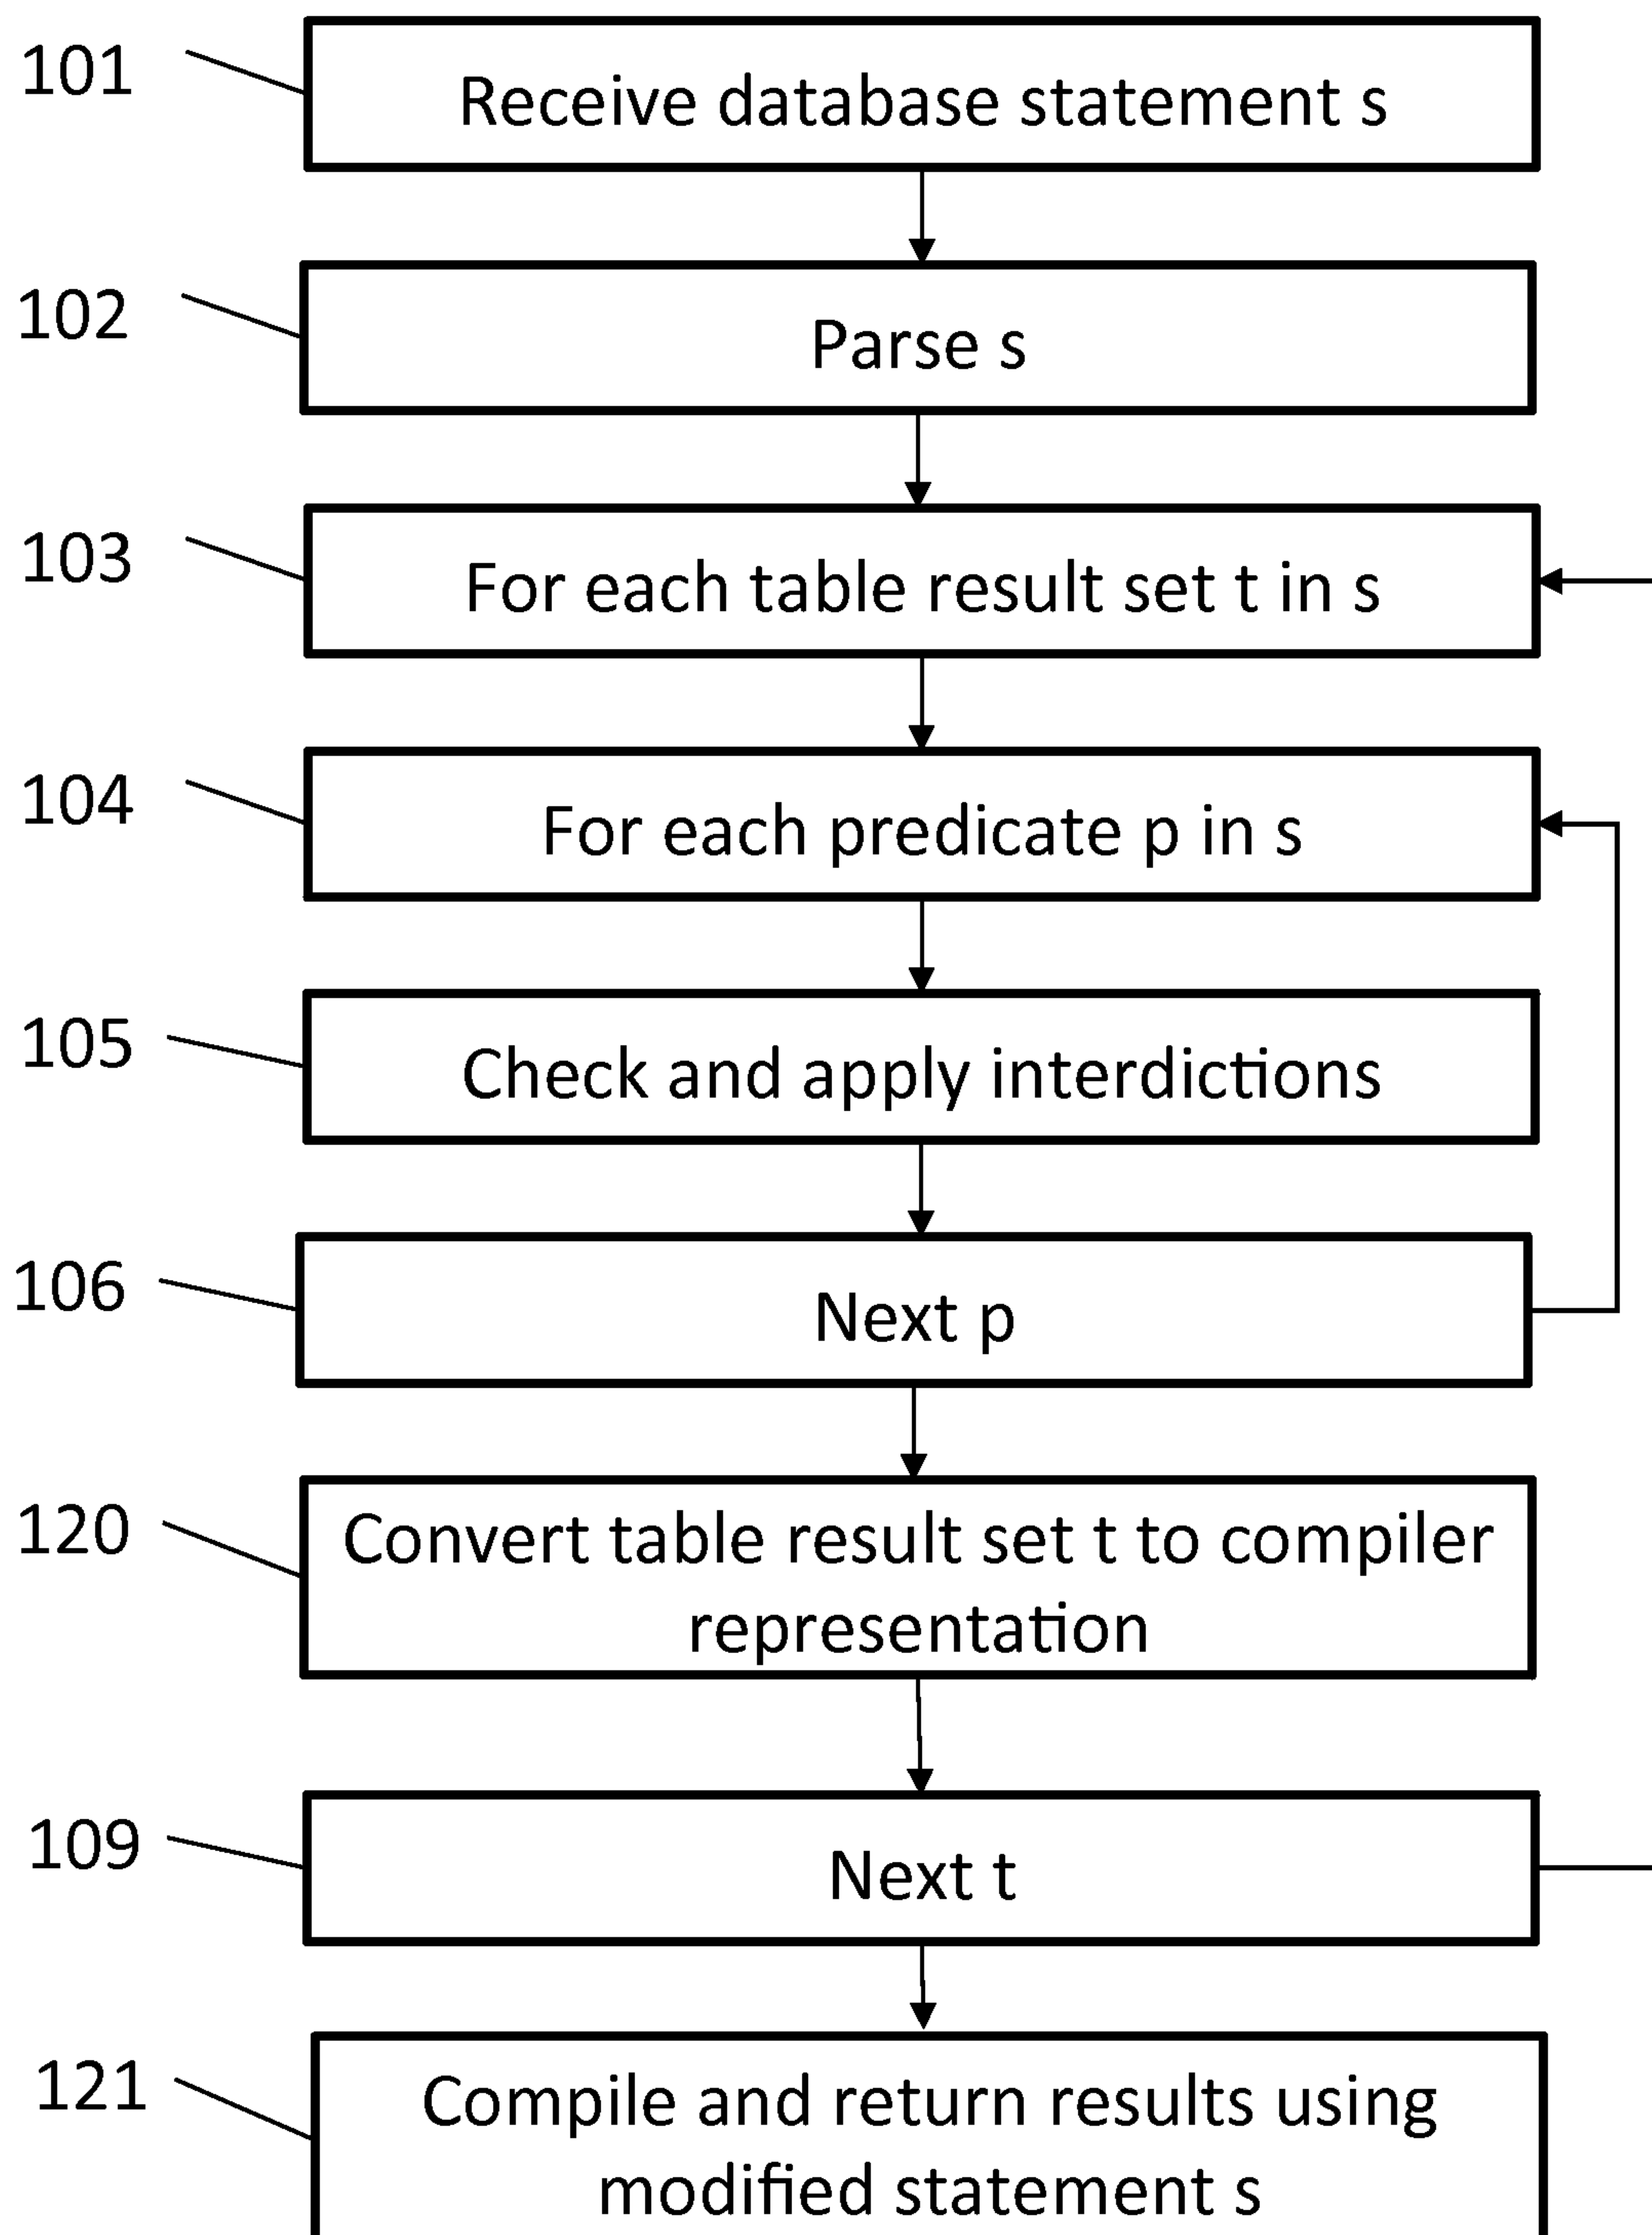 101
Receive database statement s
102
Parse s
103
For each table result set t in s
104
For each predicate p in s
105
Check and apply interdictions
106
Next p
120
Convert table result set t to compiler
representation
109
Next t
121
Compile and return results using
modified statement s